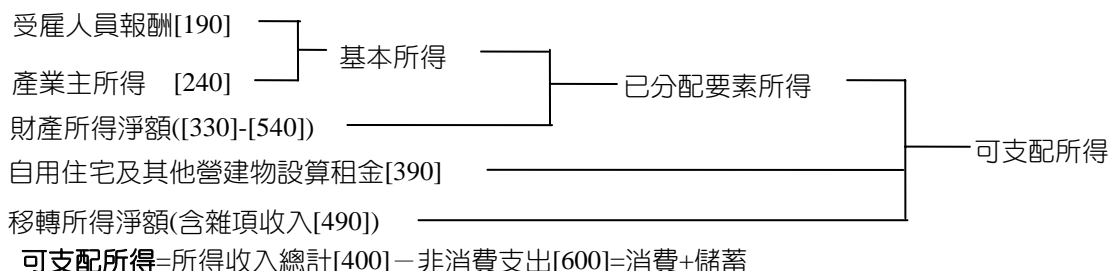 受雇人員報酬[190]
基本所得
產業主所得 [240]
已分配要素所得
財產所得淨額([330]-[540])
可支配所得
自用住宅及其他營建物設算租金[390]
移轉所得淨額(含雜項收入[490])
可支配所得=所得收入總計[400]－非消費支出[600]=消費+儲蓄